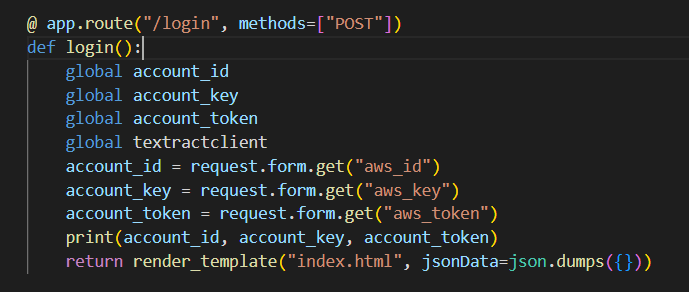 @ app.route("/login", methods=["POST"])
def login():
    global account_id
    global account_key
    global account_token
    global textractclient
    account_id = request.form.get("aws_id")
    account_key = request.form.get("aws_key")
    account_token = request.form.get("aws_token")
    print(account_id, account_key, account_token)
    return render_template("index.html", jsonData=json.dumps({}))